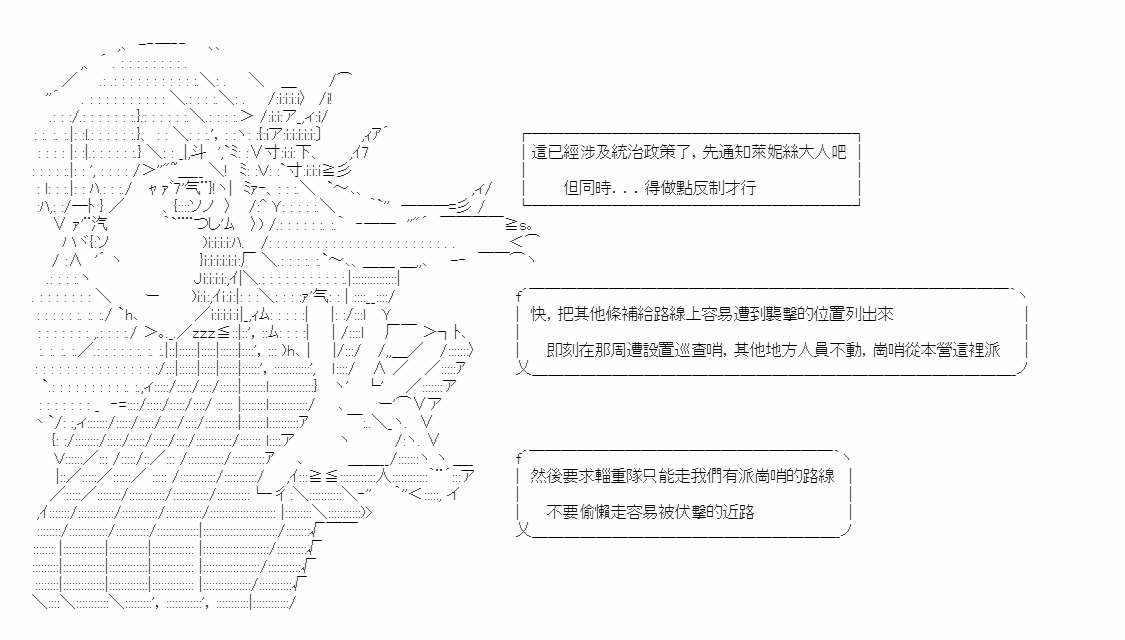 這已經涉及統治政策了，先通知萊妮絲大人吧
但同時．．．得做點反制才行
快，把其他條補給路線上容易遭到襲擊的位置列出來
即刻在那周遭設置巡查哨，其他地方人員不動，崗哨從本營這裡派
然後要求輜重隊只能走我們有派崗哨的路線
不要偷懶走容易被伏擊的近路